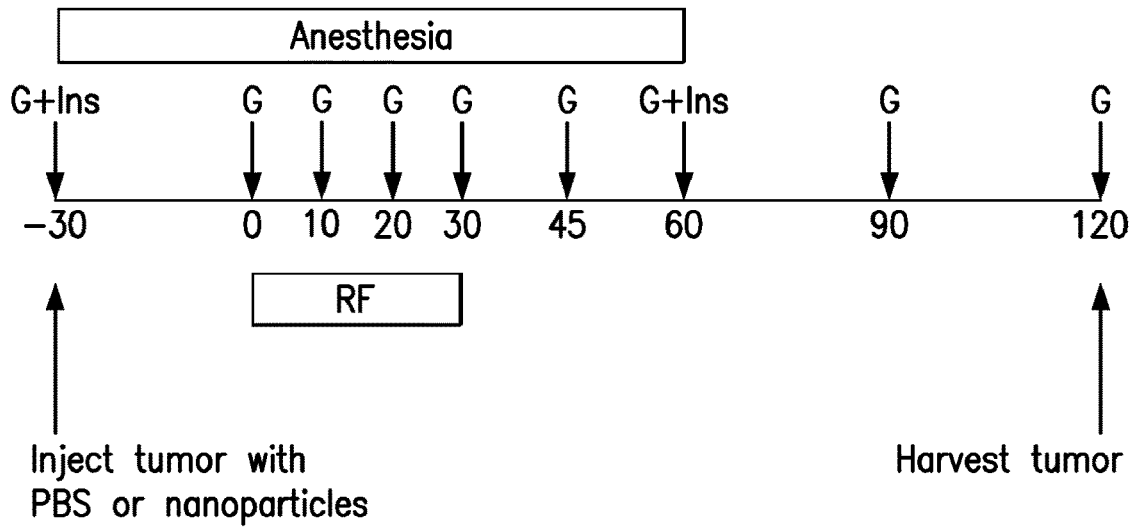 Anesthesia
G+Ins G G G G G G+Ins G G
−30 0 10 20 30 45 60 90 120
RF
Inject tumor with
PBS or nanoparticles
Harvest tumor